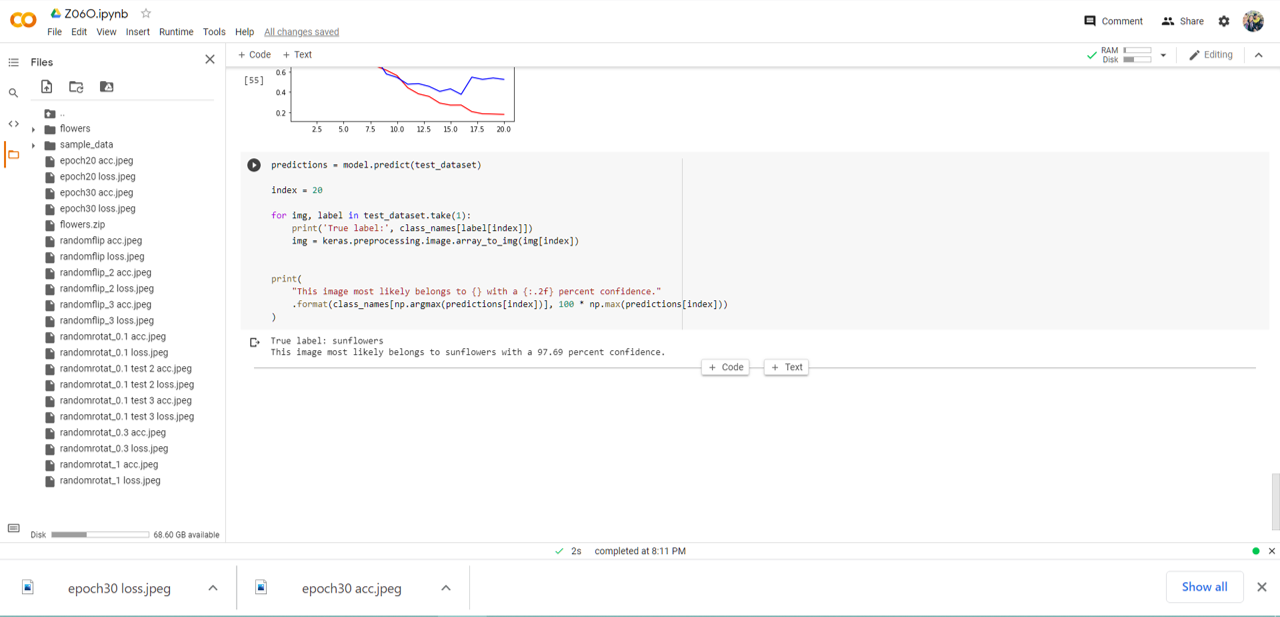 Z06O.ipynb
File Edit View Insert Runtime Tools Help All changes saved
Comment Share
Files
+ Code + Text
RAM
Disk
Editing
..
flowers
sample_data
epoch20 acc.jpeg
epoch20 loss.jpeg
epoch30 acc.jpeg
epoch30 loss.jpeg
flowers.zip
randomflip acc.jpeg
randomflip loss.jpeg
randomflip_2 acc.jpeg
randomflip_2 loss.jpeg
randomflip_3 acc.jpeg
randomflip_3 loss.jpeg
randomrotat_0.1 acc.jpeg
randomrotat_0.1 loss.jpeg
randomrotat_0.1 test 2 acc.jpeg
randomrotat_0.1 test 2 loss.jpeg
randomrotat_0.1 test 3 acc.jpeg
randomrotat_0.1 test 3 loss.jpeg
randomrotat_0.3 acc.jpeg
randomrotat_0.3 loss.jpeg
randomrotat_1 acc.jpeg
randomrotat_1 loss.jpeg
Disk 68.60 GB available
[55]
0.6
0.4
0.2
2.5 5.0 7.5 10.0 12.5 15.0 17.5 20.0
predictions = model.predict(test_dataset)
index = 20
for img, label in test_dataset.take(1):
print('True label:', class_names[label[index]])
img = keras.preprocessing.image.array_to_img(img[index])
print(
"This image most likely belongs to {} with a {:.2f} percent confidence."
.format(class_names[np.argmax(predictions[index])], 100 * np.max(predictions[index]))
)
True label: sunflowers
This image most likely belongs to sunflowers with a 97.69 percent confidence.
+ Code + Text
2s completed at 8:11 PM
epoch30 loss.jpeg epoch30 acc.jpeg Show all